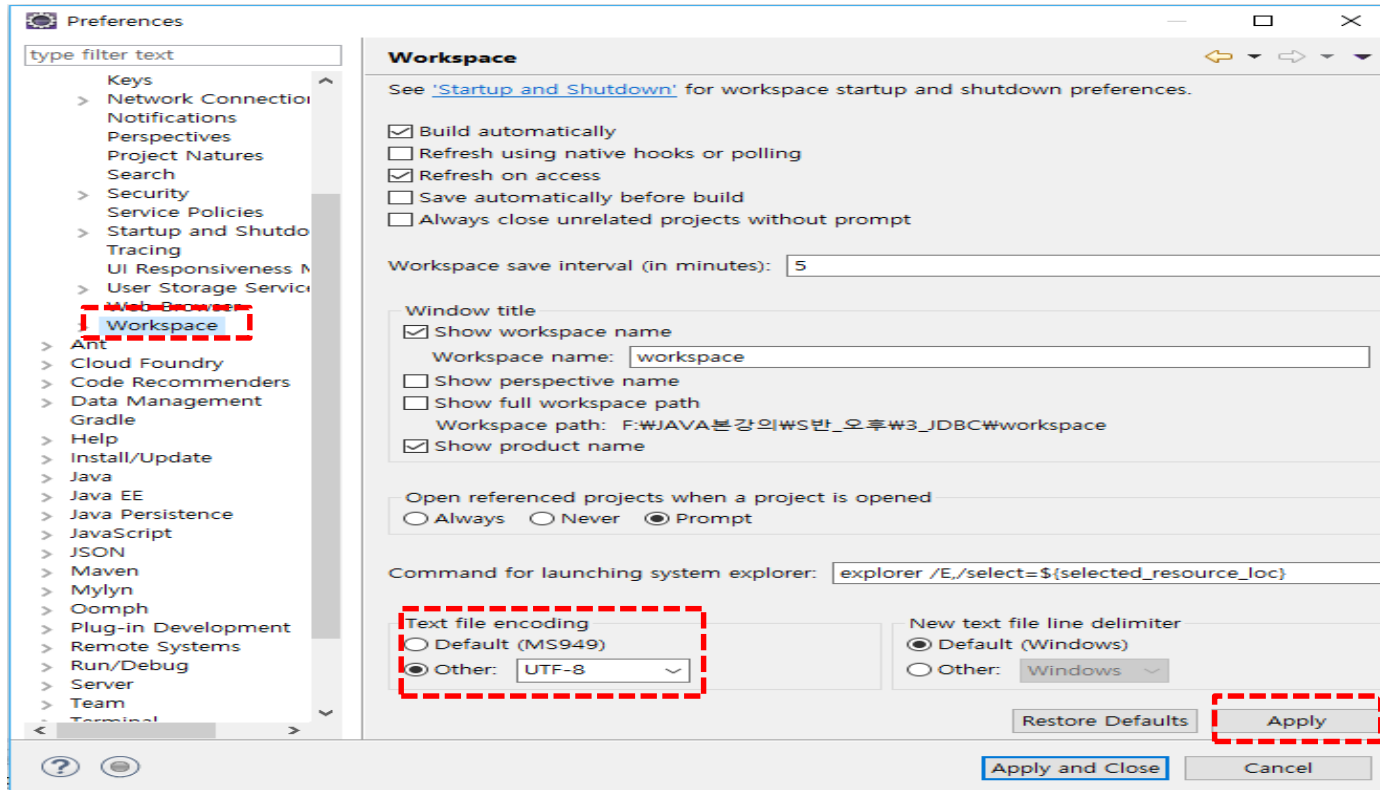 Preferences
type filter text
Keys
Network Connection
Notifications
Perspectives
Project Natures
Search
Security
Service Policies
Startup and Shutdo
Tracing
UI Responsiveness M
User Storage Service
Web Browser
Workspace
Ant
Cloud Foundry
Code Recommenders
Data Management
Gradle
Help
Install/Update
Java
Java EE
Java Persistence
JavaScript
JSON
Maven
Mylyn
Oomph
Plug-in Development
Remote Systems
Run/Debug
Server
Team
Terminal
Workspace
See 'Startup and Shutdown' for workspace startup and shutdown preferences.
Build automatically
Refresh using native hooks or polling
Refresh on access
Save automatically before build
Always close unrelated projects without prompt
Workspace save interval (in minutes): 5
Window title
Show workspace name
Workspace name: workspace
Show perspective name
Show full workspace path
Workspace path: F:₩JAVA본강의₩S반_오후₩3_JDBC₩workspace
Show product name
Open referenced projects when a project is opened
Always Never Prompt
Command for launching system explorer: explorer /E,/select=${selected_resource_loc}
Text file encoding
Default (MS949)
Other: UTF-8
New text file line delimiter
Default (Windows)
Other: Windows
Restore Defaults Apply
Apply and Close Cancel